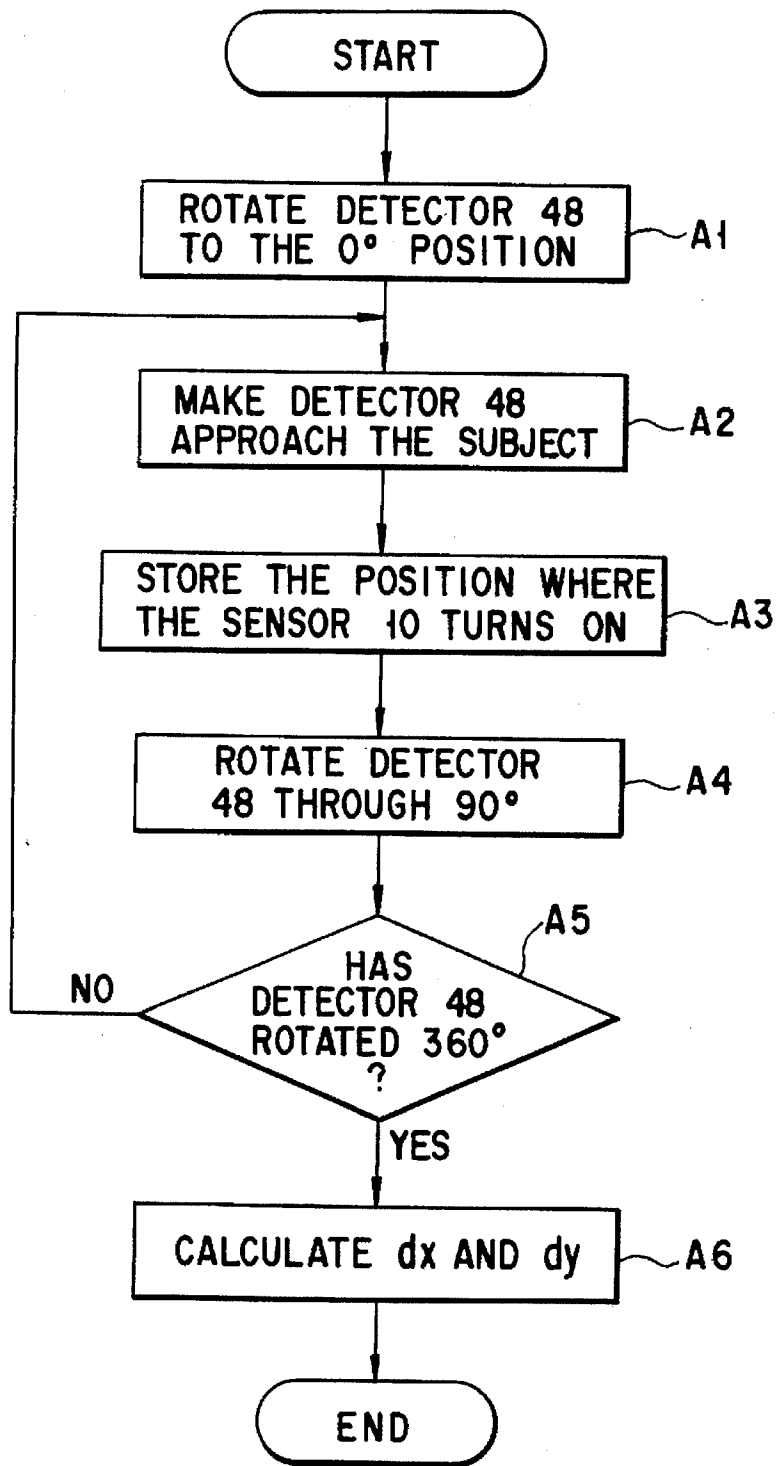 START
ROTATE DETECTOR 48
TO THE 0° POSITION
A1
MAKE DETECTOR 48
APPROACH THE SUBJECT
A2
STORE THE POSITION WHERE
THE SENSOR 10 TURNS ON
A3
ROTATE DETECTOR
48 THROUGH 90°
A4
A5
HAS
DETECTOR 48
ROTATED 360°
?
NO
YES
CALCULATE dx AND dy
A6
END